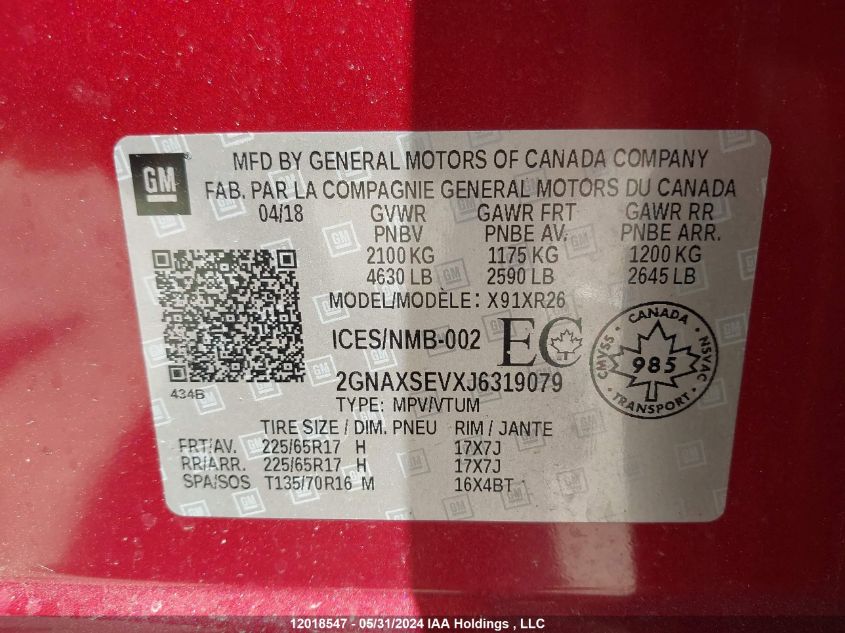 GM
MFD BY GENERAL MOTORS OF CANADA COMPANY
FAB. PAR LA COMPAGNIE GENERAL MOTORS DU CANADA
04/18 GVWR GAWR FRT GAWR RR
PNBV PNBE AV. PNBE ARR.
2100 KG 1175 KG 1200 KG
4630 LB 2590 LB 2645 LB
MODEL/MODÈLE: X91XR26
ICES/NMB-002 EC
CANADA
CMVSS 985 NSVAC
TRANSPORT
434B
2GNAXSEVXJ6319079
TYPE: MPV/VTUM
TIRE SIZE / DIM. PNEU RIM / JANTE
FRT/AV. 225/65R17 H 17X7J
RR/ARR. 225/65R17 H 17X7J
SPA/SOS T135/70R16 M 16X4BT
12018547 - 05/31/2024 IAA Holdings , LLC